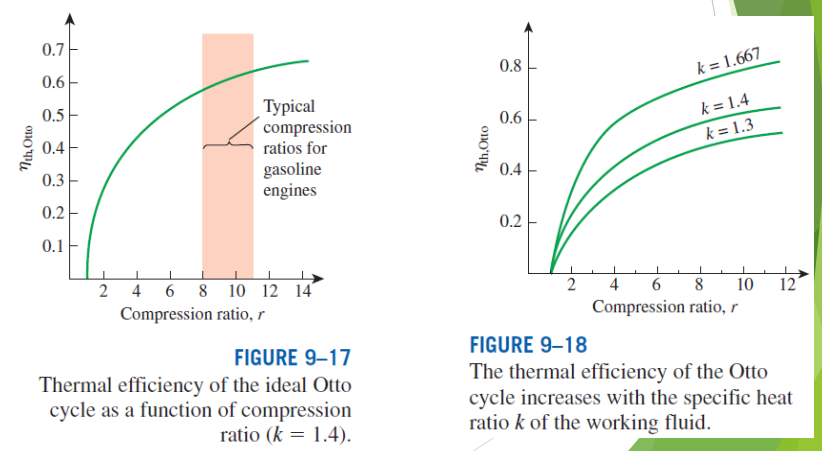 0.7
0.6
0.5
0.4
0.3
0.2
0.1
ηth,Otto
Typical
compression
ratios for
gasoline
engines
2 4 6 8 10 12 14
Compression ratio, r
FIGURE 9–17
Thermal efficiency of the ideal Otto
cycle as a function of compression
ratio (k = 1.4).
0.8
0.6
0.4
0.2
ηth,Otto
k = 1.667
k = 1.4
k = 1.3
2 4 6 8 10 12
Compression ratio, r
FIGURE 9–18
The thermal efficiency of the Otto
cycle increases with the specific heat
ratio k of the working fluid.